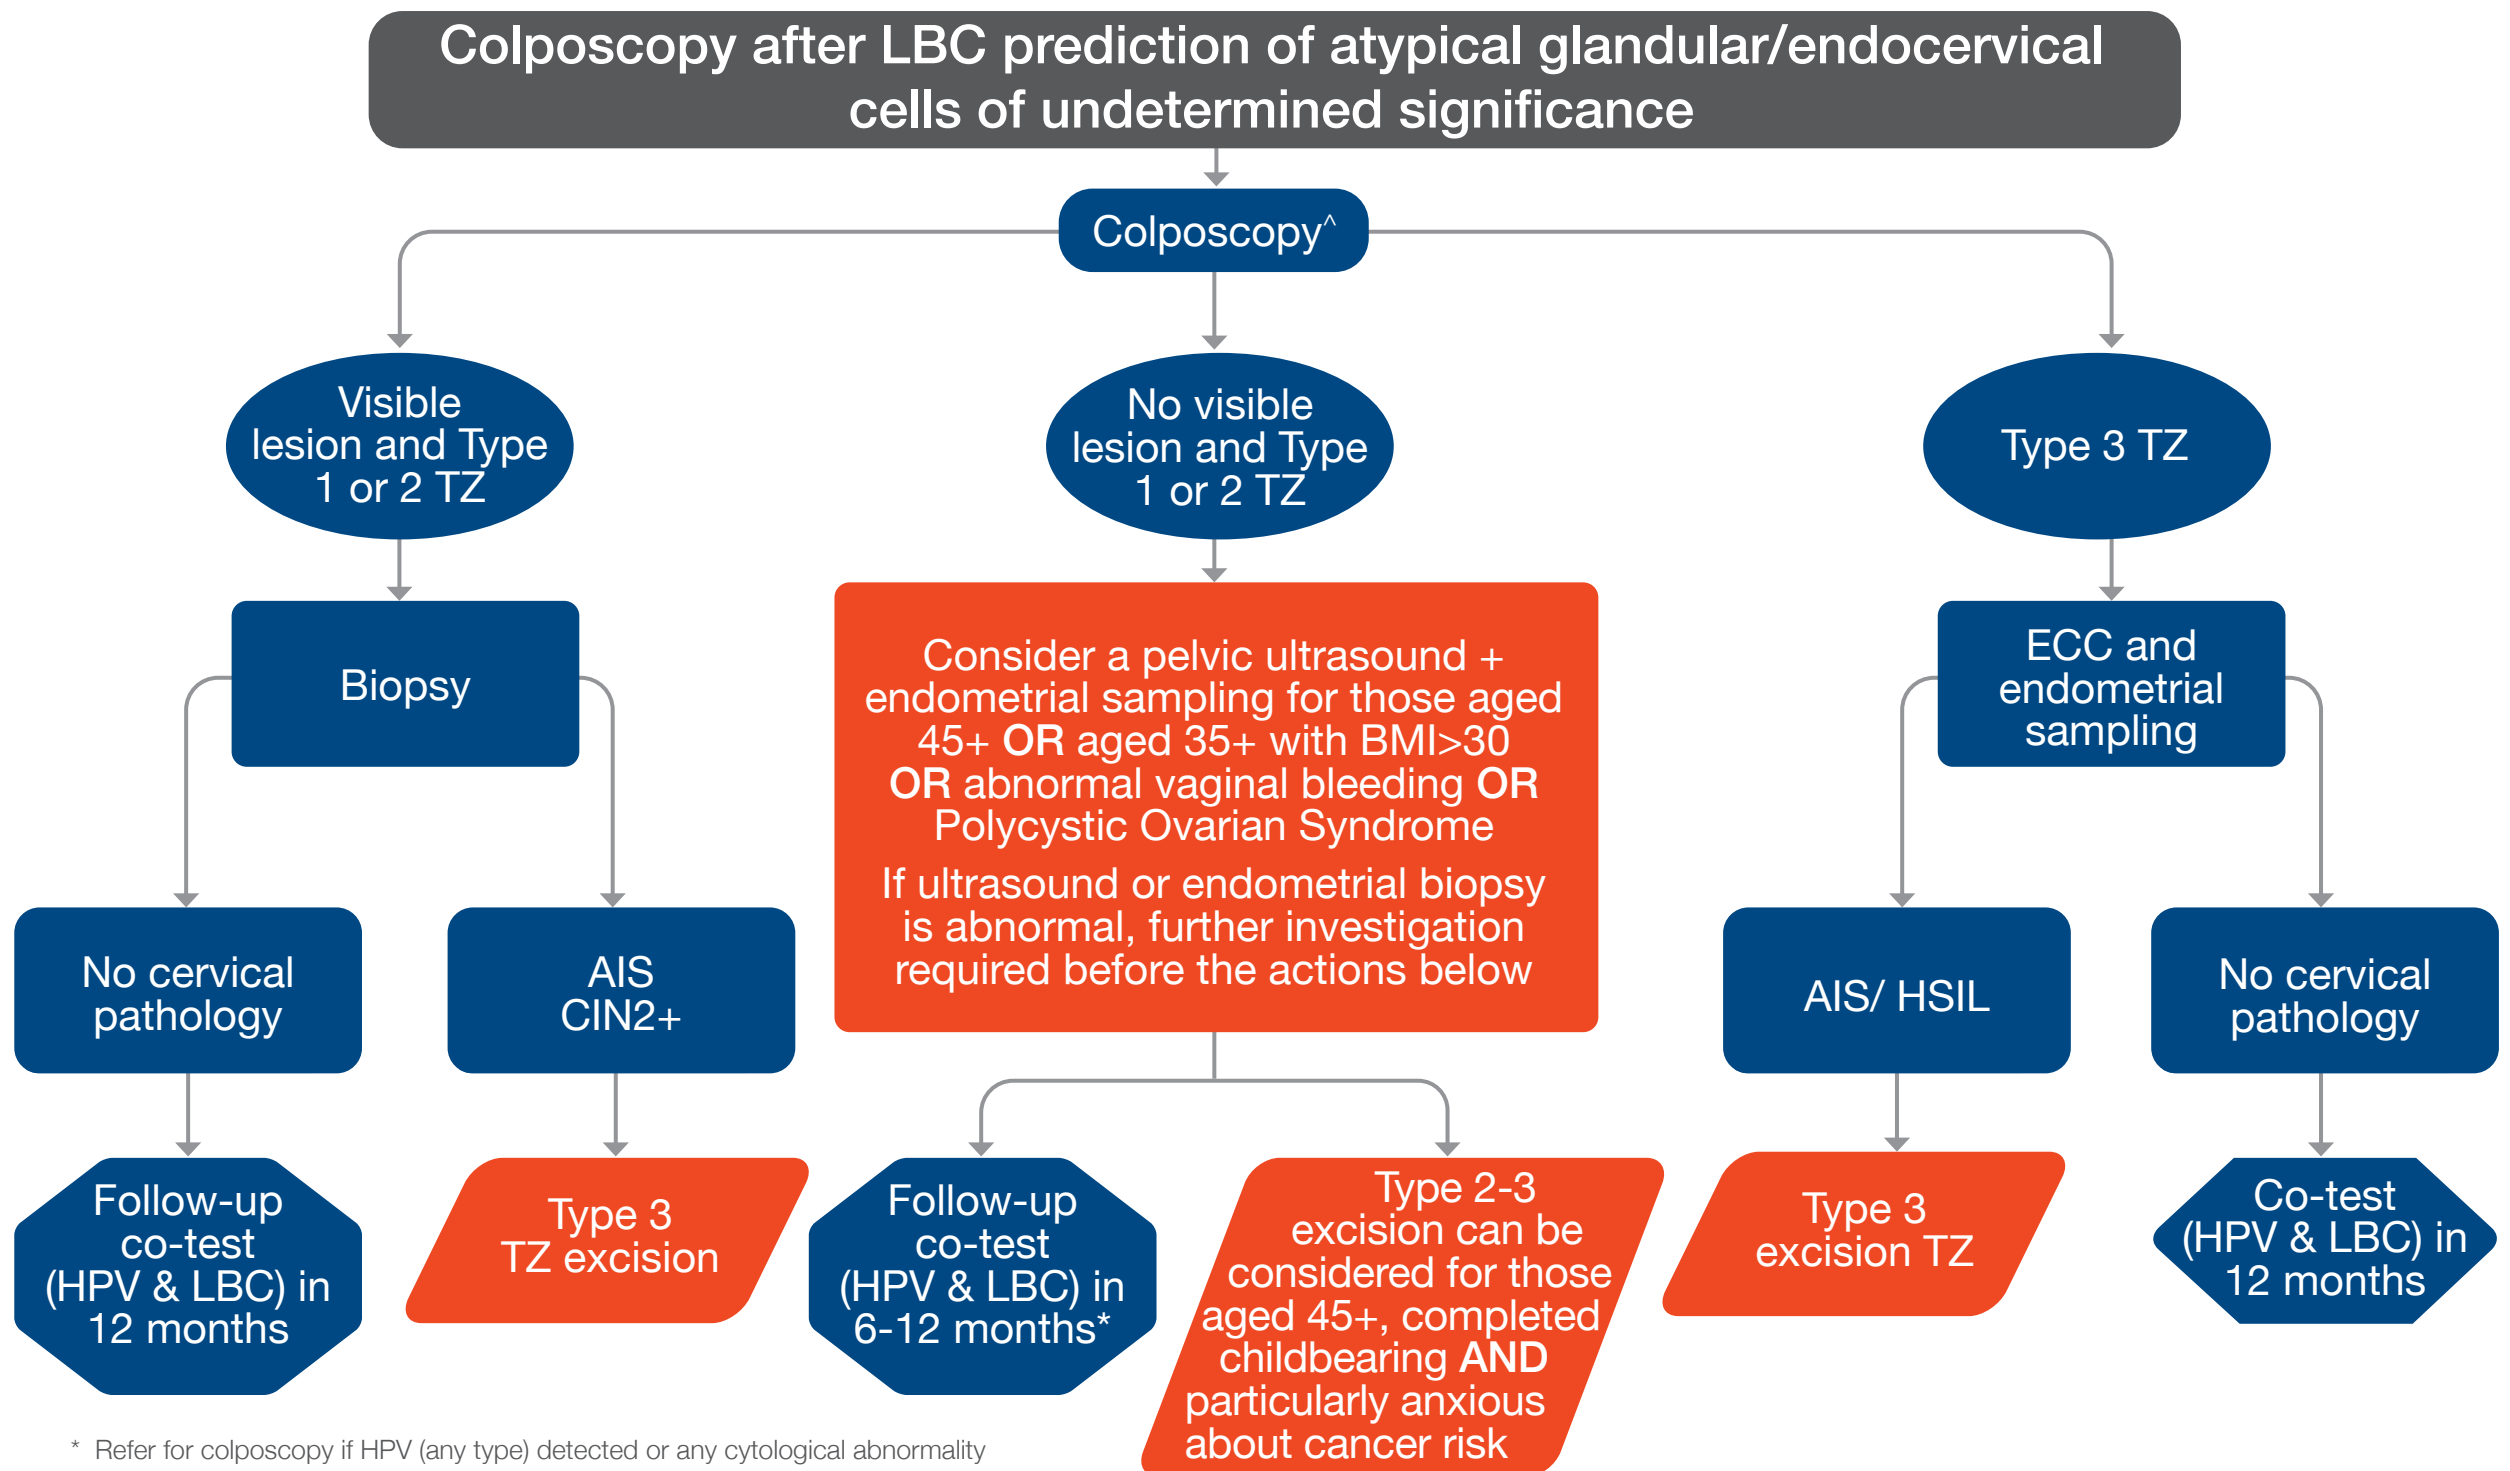 Colposcopy after LBC prediction of atypical glandular/endocervical
cells of undetermined significance
Colposcopy^
Visible
lesion and Type
1 or 2 TZ
No visible
lesion and Type
1 or 2 TZ
Type 3 TZ
Biopsy
Consider a pelvic ultrasound +
endometrial sampling for those aged
45+ OR aged 35+ with BMI>30
OR abnormal vaginal bleeding OR
Polycystic Ovarian Syndrome
If ultrasound or endometrial biopsy
is abnormal, further investigation
required before the actions below
ECC and
endometrial
sampling
No cervical
pathology
AIS
CIN2+
AIS/ HSIL
No cervical
pathology
Follow-up
co-test
(HPV & LBC) in
12 months
Type 3
TZ excision
Follow-up
co-test
(HPV & LBC) in
6-12 months*
Type 2-3
excision can be
considered for those
aged 45+, completed
childbearing AND
particularly anxious
about cancer risk
Type 3
excision TZ
Co-test
(HPV & LBC) in
12 months
* Refer for colposcopy if HPV (any type) detected or any cytological abnormality